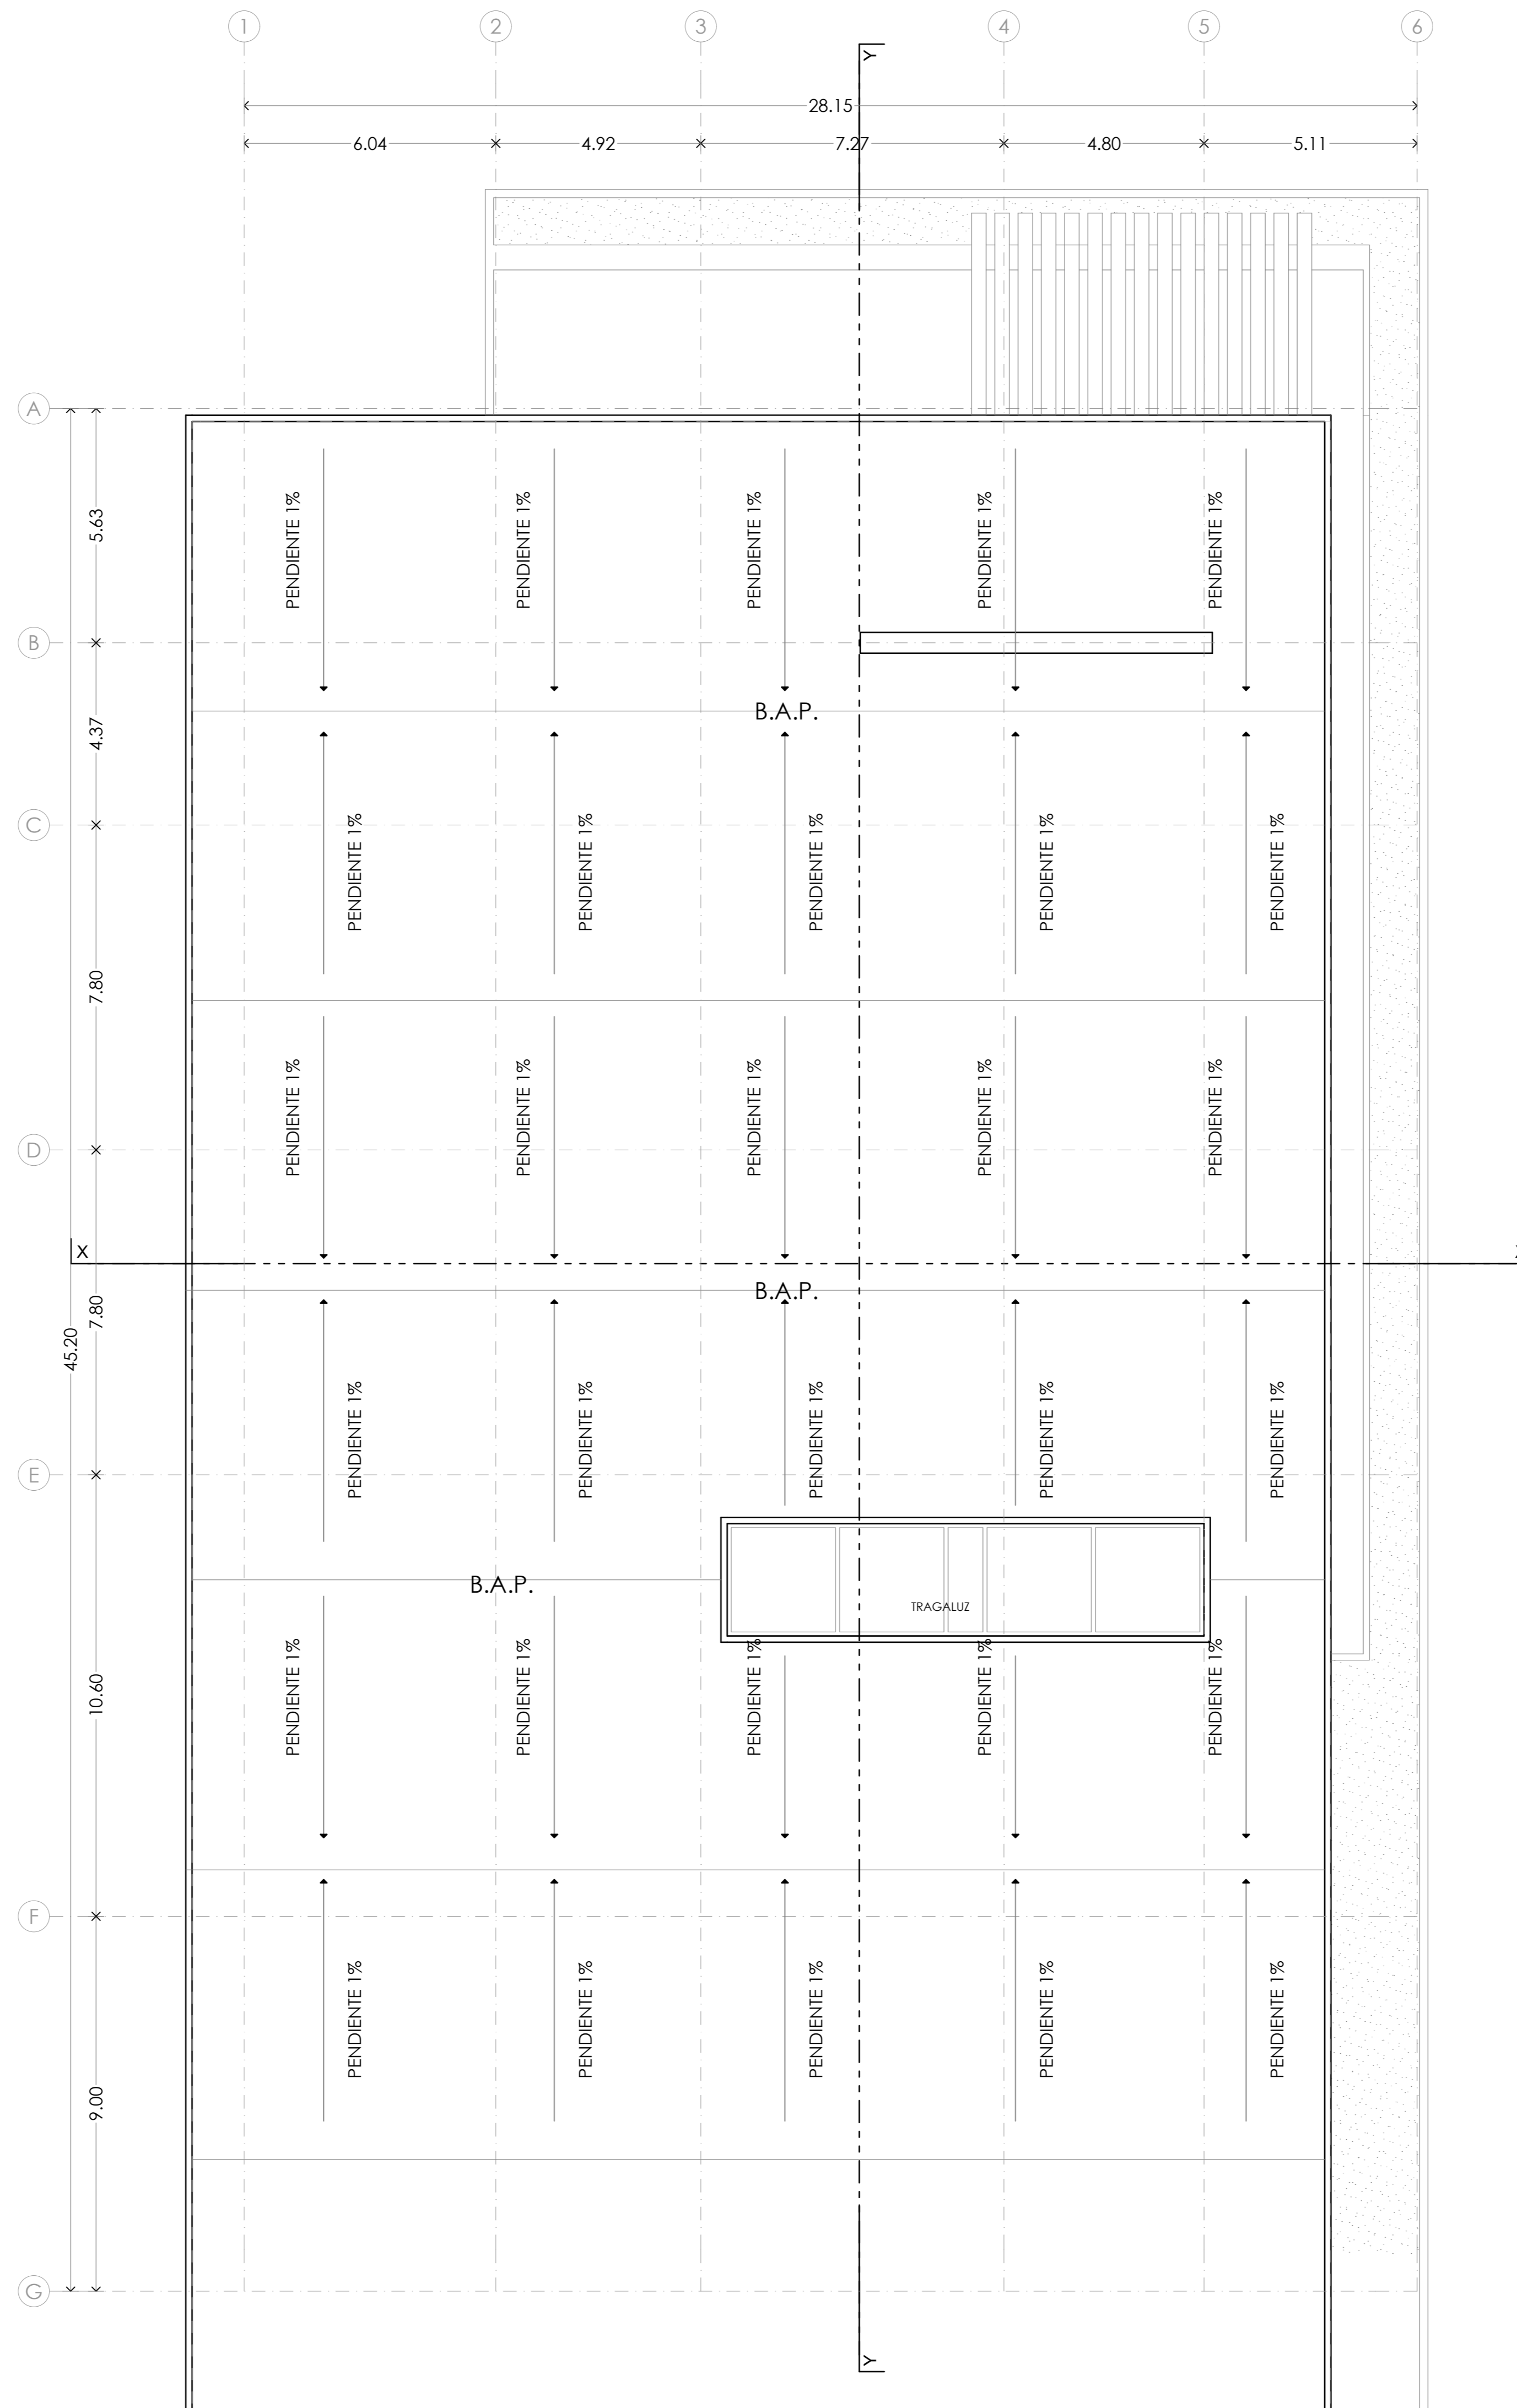 1 2 3 4 5 6
Y
28.15
6.04 4.92 7.27 4.80 5.11
A
5.63
PENDIENTE 1% PENDIENTE 1% PENDIENTE 1% PENDIENTE 1% PENDIENTE 1%
B
B.A.P.
4.37
C
PENDIENTE 1% PENDIENTE 1% PENDIENTE 1% PENDIENTE 1% PENDIENTE 1%
7.80
PENDIENTE 1% PENDIENTE 1% PENDIENTE 1% PENDIENTE 1% PENDIENTE 1%
D
X
B.A.P.
7.80
45.20
PENDIENTE 1% PENDIENTE 1% PENDIENTE 1% PENDIENTE 1% PENDIENTE 1%
E
B.A.P.
TRAGALUZ
PENDIENTE 1% PENDIENTE 1% PENDIENTE 1% PENDIENTE 1% PENDIENTE 1%
10.60
F
PENDIENTE 1% PENDIENTE 1% PENDIENTE 1% PENDIENTE 1% PENDIENTE 1%
9.00
G
Y